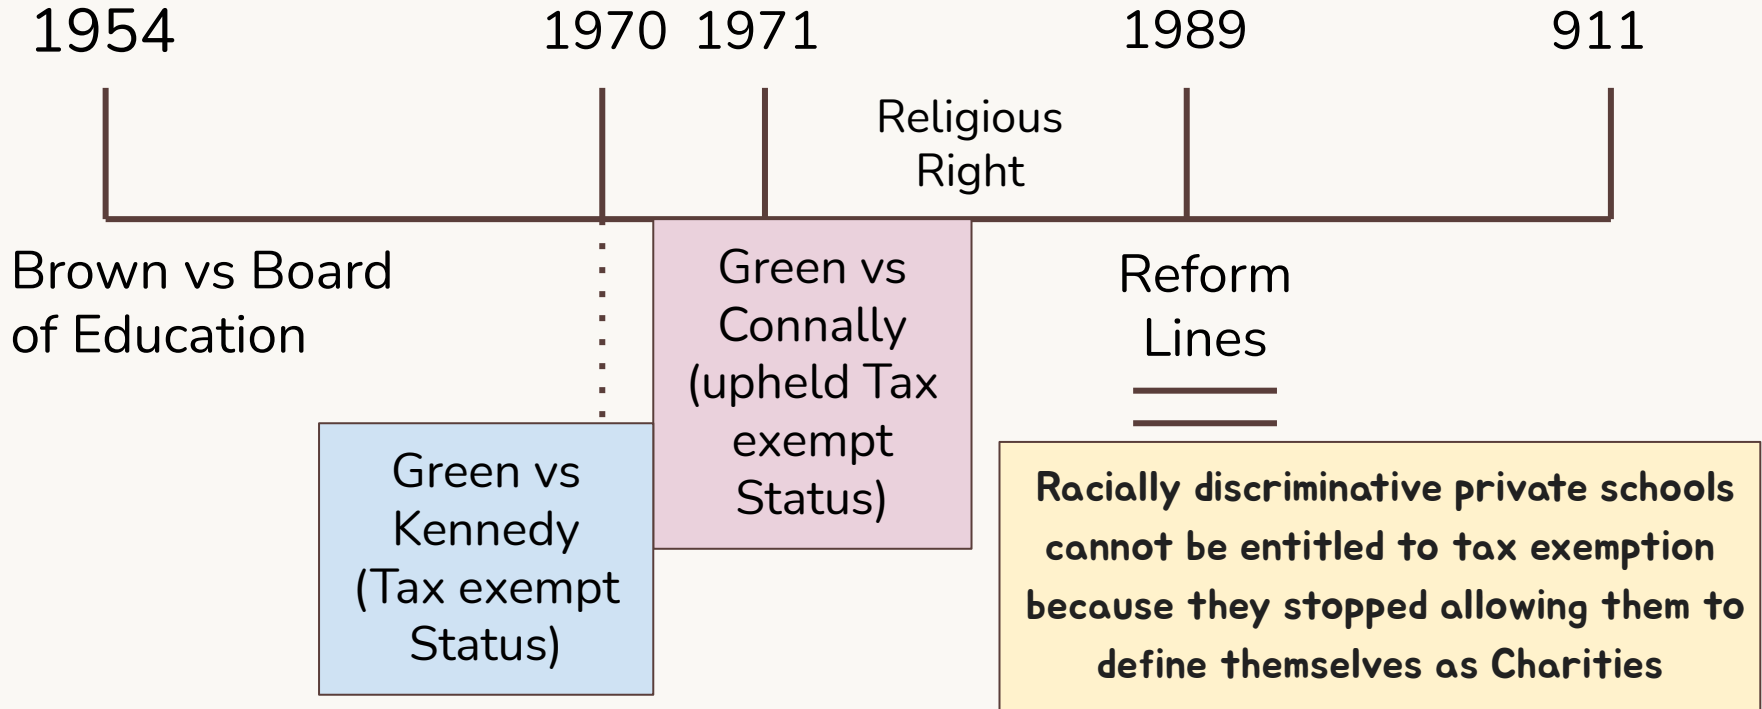 1954
1970
1971
1989
911
Religious
Right
Brown vs Board
of Education
Green vs
Connally
(upheld Tax
exempt
Status)
Reform
Lines
Green vs
Kennedy
(Tax exempt
Status)
Racially discriminative private schools
cannot be entitled to tax exemption
because they stopped allowing them to
define themselves as Charities